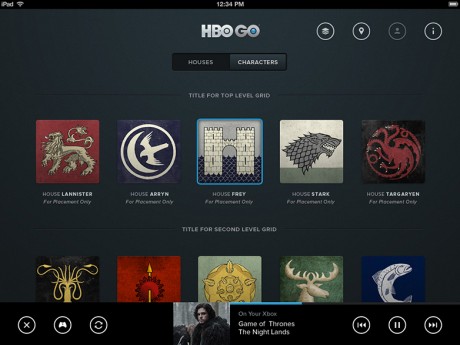 iPad
12:34 PM
HBO GO
HOUSES
CHARACTERS
TITLE FOR TOP LEVEL GRID
HOUSE LANNISTER
For Placement Only
HOUSE ARRYN
For Placement Only
HOUSE FREY
For Placement Only
HOUSE STARK
For Placement Only
HOUSE TARGARYEN
For Placement Only
TITLE FOR SECOND LEVEL GRID
On Your Xbox
Game of Thrones
The Night Lands